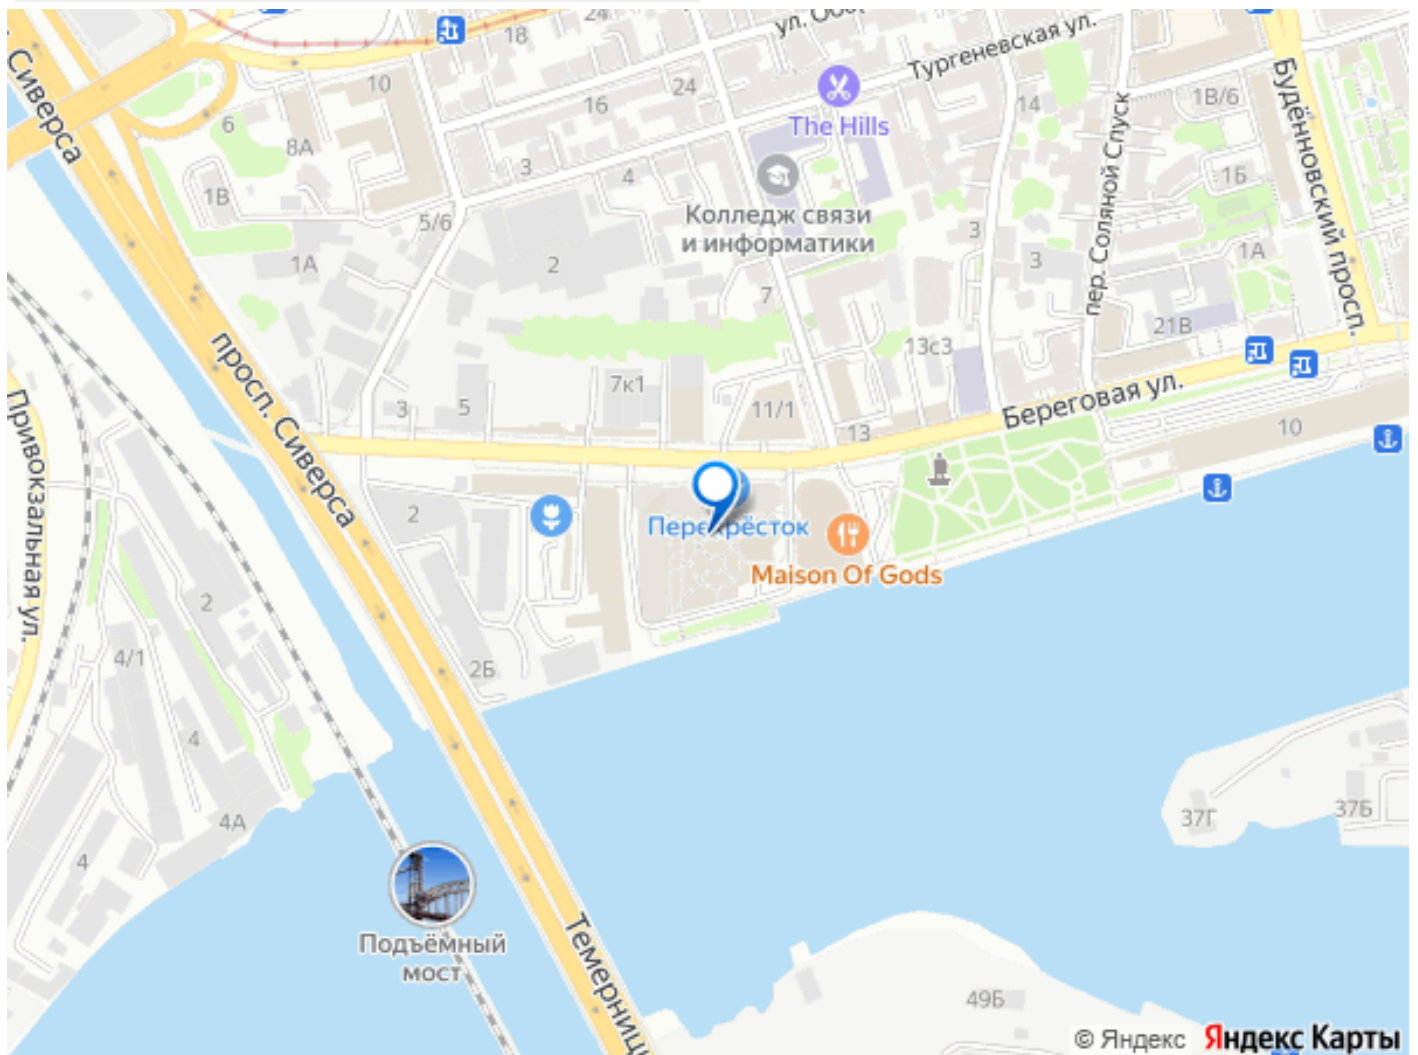 24
ул. Обор
18
Тургеневская ул.
просп. Сиверса
10
24
16
6
The Hills
14
1В/6
пер. Соляной Спуск
Будённовский просп.
8А
3
4
1В
1Б
5/6
Колледж связи
и информатики
3
3
1А
1А
2
7
21В
13с3
7к1
3
5
11/1
13
Береговая ул.
10
Привокзальная ул.
просп. Сиверса
2
Перекрёсток
Maison Of Gods
2
4/1
2Б
4
4А
4
37Г
37Б
Подъёмный
мост
49Б
© Яндекс Яндекс Карты